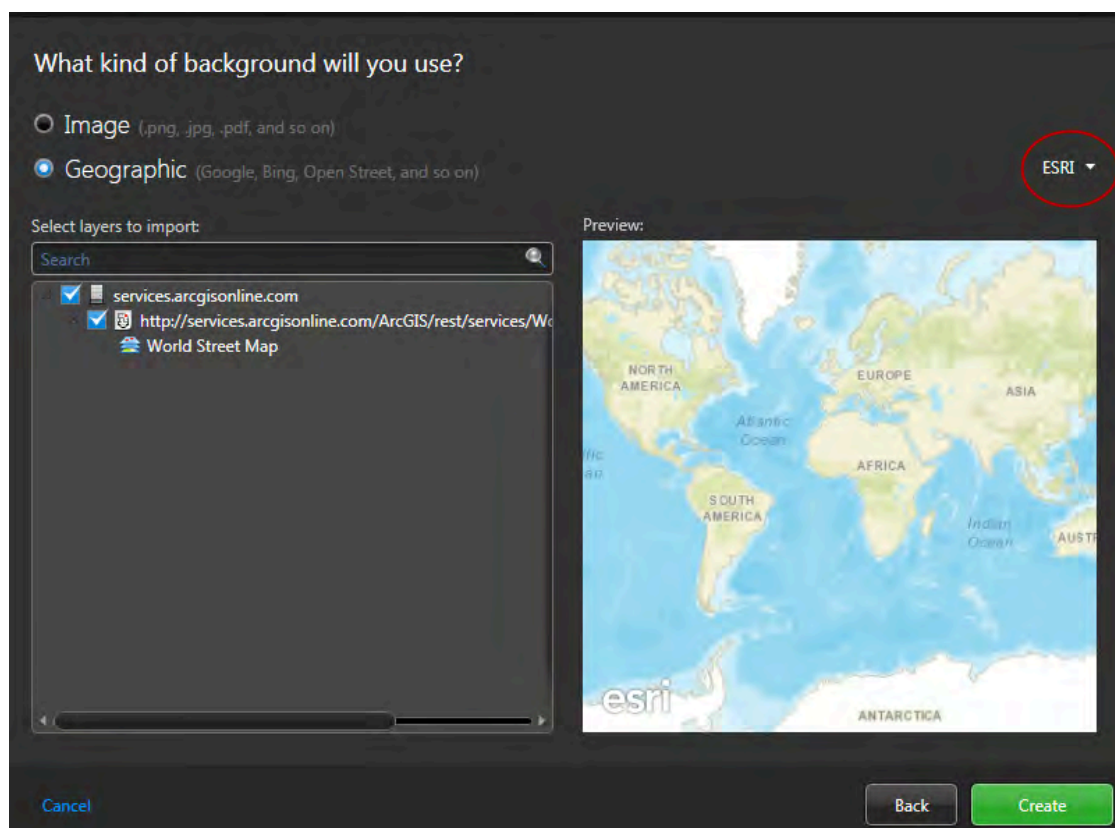 What kind of background will you use?
Image (.png, .jpg, .pdf, and so on)
Geographic (Google, Bing, Open Street, and so on)
ESRI
Select layers to import:
Search
services.arcgisonline.com
http://services.arcgisonline.com/ArcGIS/rest/services/Wo
World Street Map
Preview:
NORTH
AMERICA
EUROPE
ASIA
Atlantic
Ocean
AFRICA
SOUTH
AMERICA
Indian
Ocean
AUST
esri
ANTARCTICA
Cancel
Back
Create